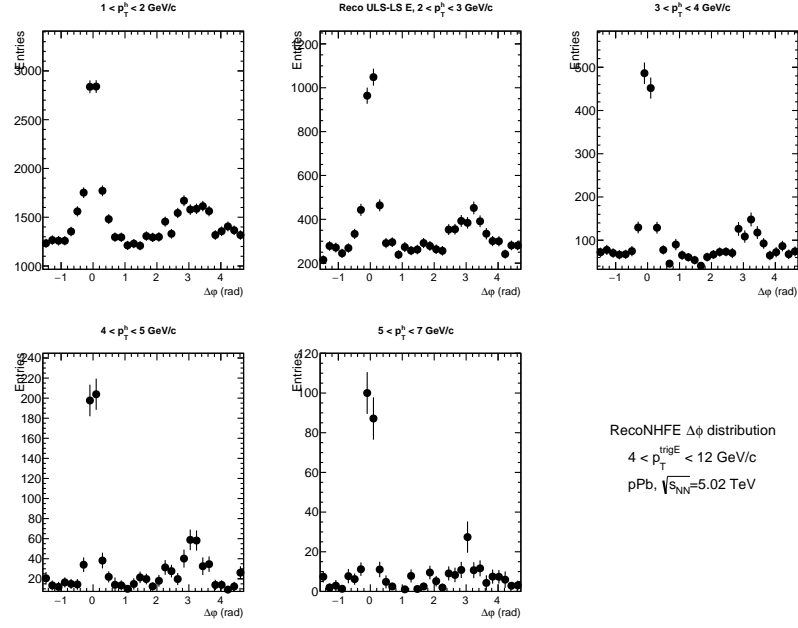 1 < p_T^h < 2 GeV/c
Reco ULS-LS E, 2 < p_T^h < 3 GeV/c
3 < p_T^h < 4 GeV/c
Entries
3000
2500
2000
1500
1000
−1 0 1 2 3 4
Δφ (rad)
Entries
1200
1000
800
600
400
200
−1 0 1 2 3 4
Δφ (rad)
Entries
500
400
300
200
100
−1 0 1 2 3 4
Δφ (rad)
4 < p_T^h < 5 GeV/c
5 < p_T^h < 7 GeV/c
Entries
240
220
200
180
160
140
120
100
80
60
40
20
−1 0 1 2 3 4
Δφ (rad)
Entries
120
100
80
60
40
20
0
−1 0 1 2 3 4
Δφ (rad)
RecoNHFE Δφ distribution
4 < p_T^trigE < 12 GeV/c
pPb, √s_NN=5.02 TeV